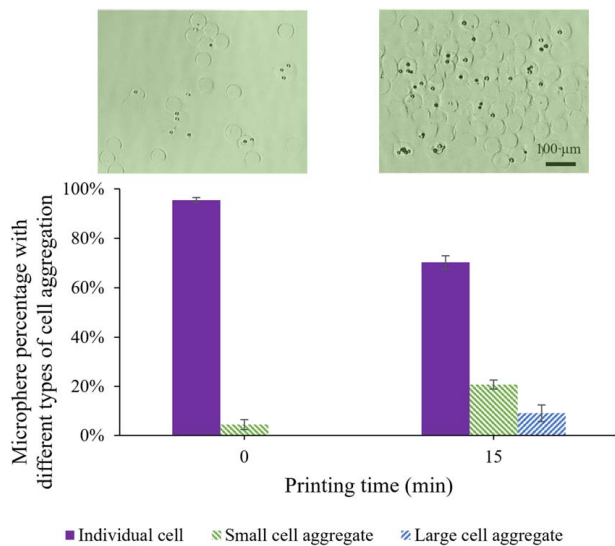 100 μm
100%
80%
60%
40%
20%
0%
Microphere percentage with
different types of cell aggregation
0
15
Printing time (min)
Individual cell
Small cell aggregate
Large cell aggregate